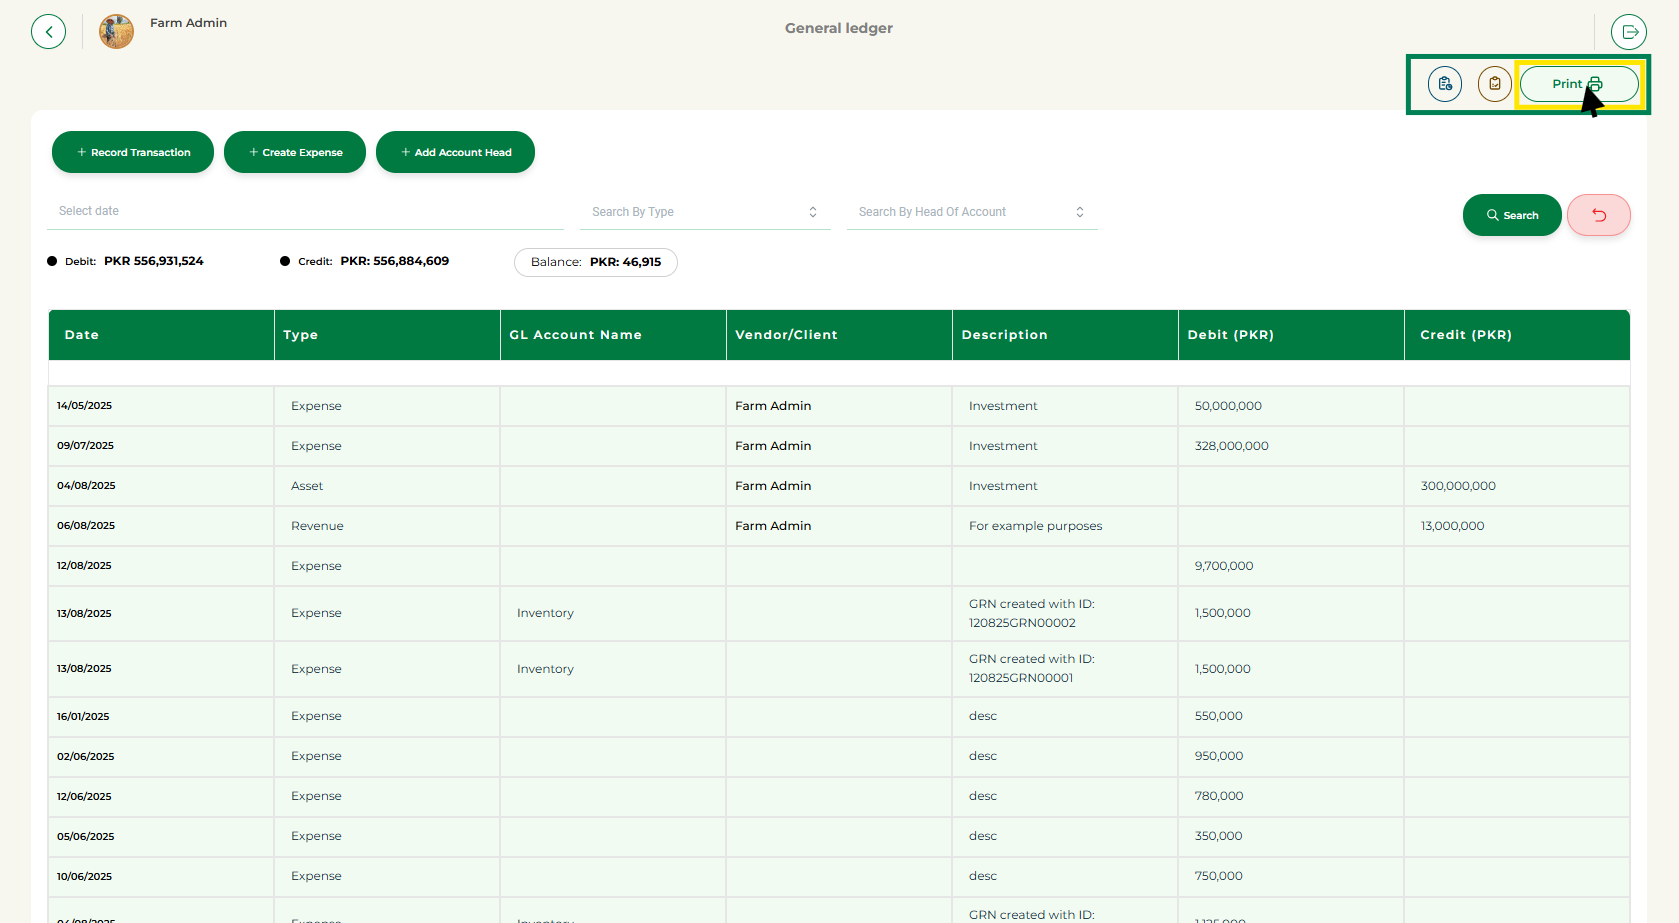 Farm Admin
General ledger
Print
+ Record Transaction
+ Create Expense
+ Add Account Head
Select date
Search By Type
Search By Head Of Account
Search
Debit: PKR 556,931,524
Credit: PKR: 556,884,609
Balance: PKR: 46,915
Date Type GL Account Name Vendor/Client Description Debit (PKR) Credit (PKR)
14/05/2025 Expense Farm Admin Investment 50,000,000
09/07/2025 Expense Farm Admin Investment 328,000,000
04/08/2025 Asset Farm Admin Investment 300,000,000
06/08/2025 Revenue Farm Admin For example purposes 13,000,000
12/08/2025 Expense 9,700,000
13/08/2025 Expense Inventory GRN created with ID: 1,500,000
120825GRN00002
13/08/2025 Expense Inventory GRN created with ID: 1,500,000
120825GRN00001
16/01/2025 Expense desc 550,000
02/06/2025 Expense desc 950,000
12/06/2025 Expense desc 780,000
05/06/2025 Expense desc 350,000
10/06/2025 Expense desc 750,000
GRN created with ID: